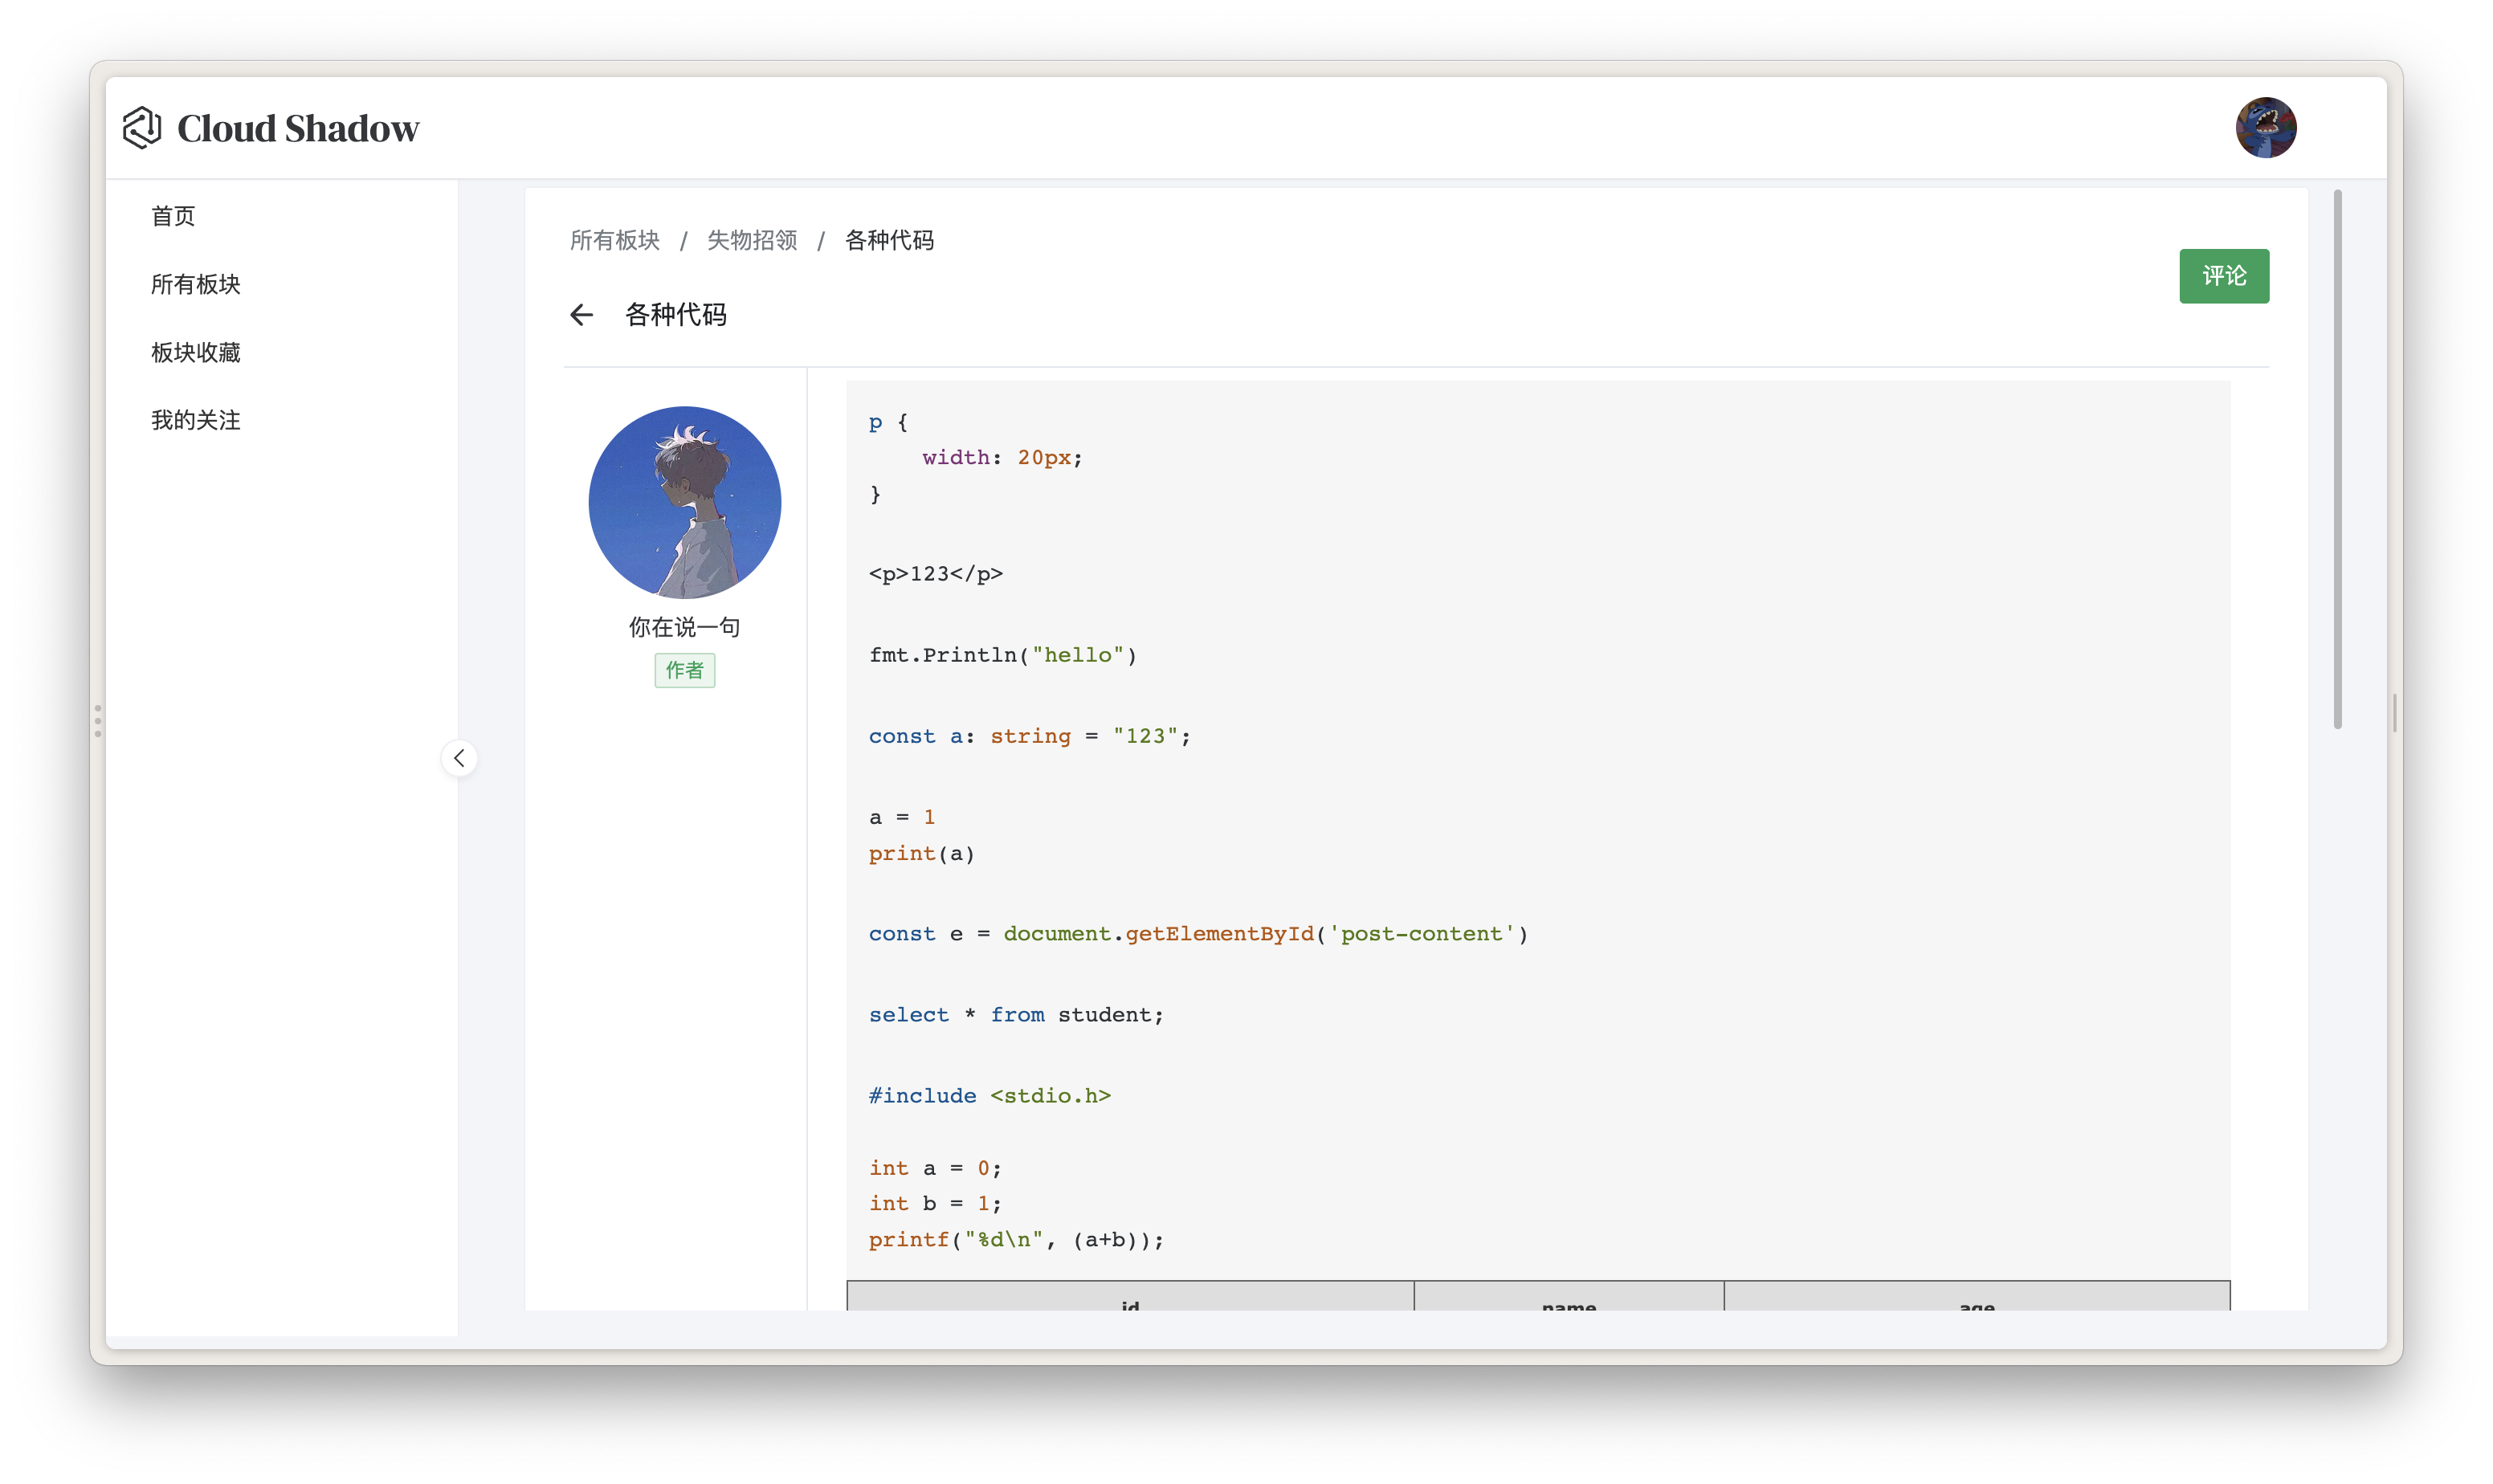 Cloud Shadow
首页
所有板块
板块收藏
我的关注
所有板块 / 失物招领 / 各种代码
评论
各种代码
你在说一句
作者
p {
    width: 20px;
}
<p>123</p>
fmt.Println("hello")
const a: string = "123";
a = 1
print(a)
const e = document.getElementById('post-content')
select * from student;
#include <stdio.h>
int a = 0;
int b = 1;
printf("%d\n", (a+b));
id name age